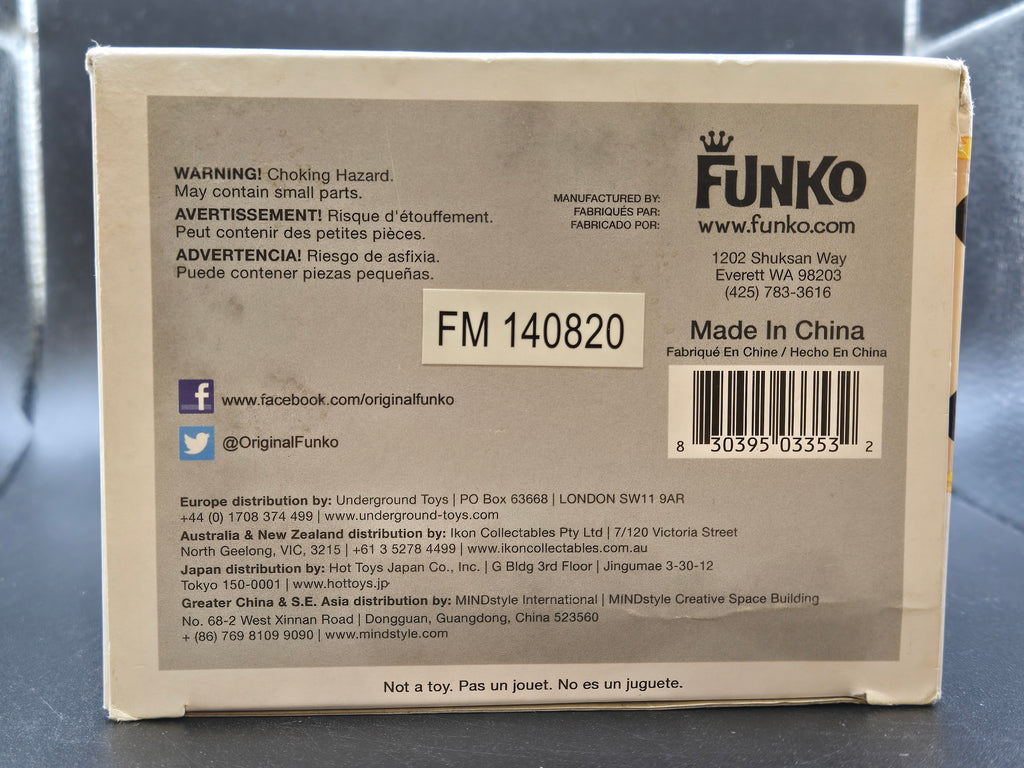 WARNING! Choking Hazard.
May contain small parts.
AVERTISSEMENT! Risque d'étouffement.
Peut contenir des petites pièces.
ADVERTENCIA! Riesgo de asfixia.
Puede contener piezas pequeñas.
MANUFACTURED BY:
FABRIQUÉS PAR:
FABRICADO POR:
FUNKO
www.funko.com
1202 Shuksan Way
Everett WA 98203
(425) 783-3616
FM 140820
Made In China
Fabriqué En Chine / Hecho En China
8 30395 03353 2
f www.facebook.com/originalfunko
@OriginalFunko
Europe distribution by: Underground Toys | PO Box 63668 | LONDON SW11 9AR
+44 (0) 1708 374 499 | www.underground-toys.com
Australia & New Zealand distribution by: Ikon Collectables Pty Ltd | 7/120 Victoria Street
North Geelong, VIC, 3215 | +61 3 5278 4499 | www.ikoncollectables.com.au
Japan distribution by: Hot Toys Japan Co., Inc. | G Bldg 3rd Floor | Jingumae 3-30-12
Tokyo 150-0001 | www.hottoys.jp
Greater China & S.E. Asia distribution by: MINDstyle International | MINDstyle Creative Space Building
No. 68-2 West Xinnan Road | Dongguan, Guangdong, China 523560
+ (86) 769 8109 9090 | www.mindstyle.com
Not a toy. Pas un jouet. No es un juguete.